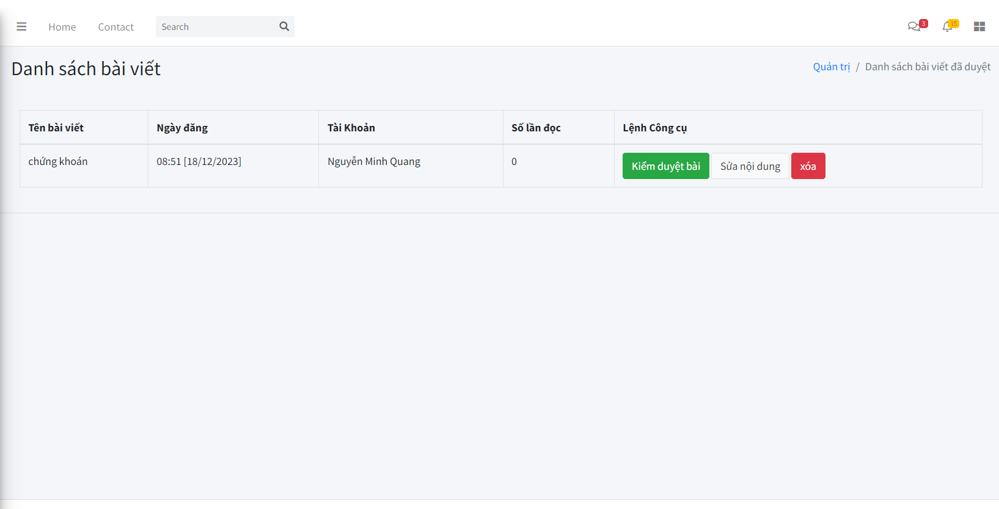 Home Contact Search 3 15
Danh sách bài viết
Quản trị / Danh sách bài viết đã duyệt
Tên bài viết Ngày đăng Tài Khoản Số lần đọc Lệnh Công cụ
chứng khoán 08:51 [18/12/2023] Nguyễn Minh Quang 0 Kiểm duyệt bài Sửa nội dung xóa